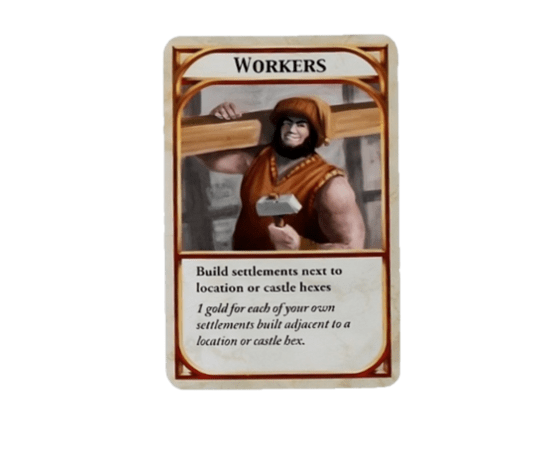 WORKERS
Build settlements next to
location or castle hexes
1 gold for each of your own
settlements built adjacent to a
location or castle hex.